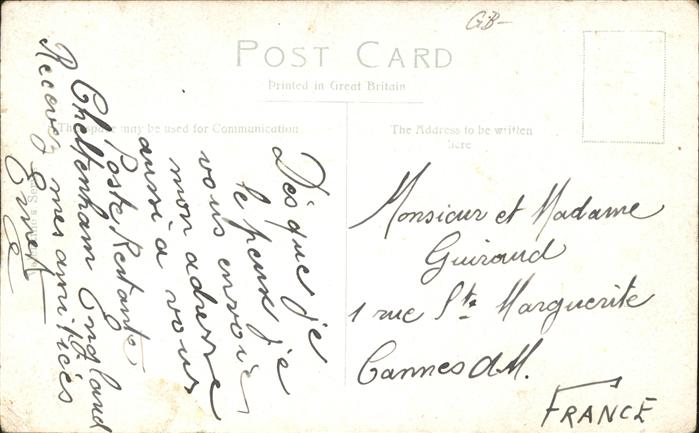 GB-
POST CARD
Printed in Great Britain
This space may be used for Communication
The Address to be written
here
Dès que je
le peux je
vous envoie
mon adresse
aussi à vous
Poste Restante
Cheltenham England
Recevez mes amitiés
Monsieur et Madame
Guiraud
1 rue Ste Marguerite
Cannes A.M.
FRANCE